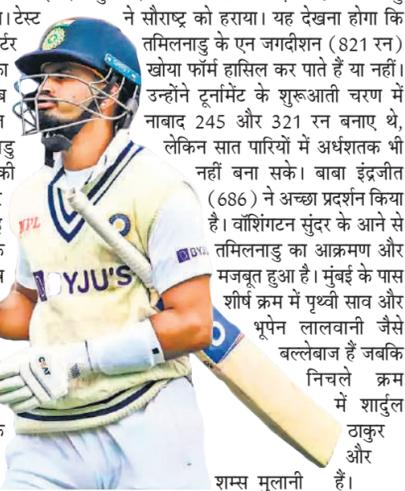 । टेस्ट
र्टर
का
ब
त
डु
की
र
इ
क
स
क
ने सौराष्ट्र को हराया। यह देखना होगा कि
तमिलनाडु के एन जगदीशन (821 रन)
खोया फॉर्म हासिल कर पाते हैं या नहीं।
उन्होंने टूर्नामेंट के शुरूआती चरण में
नाबाद 245 और 321 रन बनाए थे,
लेकिन सात पारियों में अर्धशतक भी
नहीं बना सके। बाबा इंद्रजीत
(686) ने अच्छा प्रदर्शन किया
है। वॉशिंगटन सुंदर के आने से
तमिलनाडु का आक्रमण और
मजबूत हुआ है। मुंबई के पास
शीर्ष क्रम में पृथ्वी साव और
भूपेन लालवानी जैसे
बल्लेबाज हैं जबकि
निचले क्रम
में शार्दुल
ठाकुर
और
शम्स मुलानी हैं।
MPL
BYJU'S